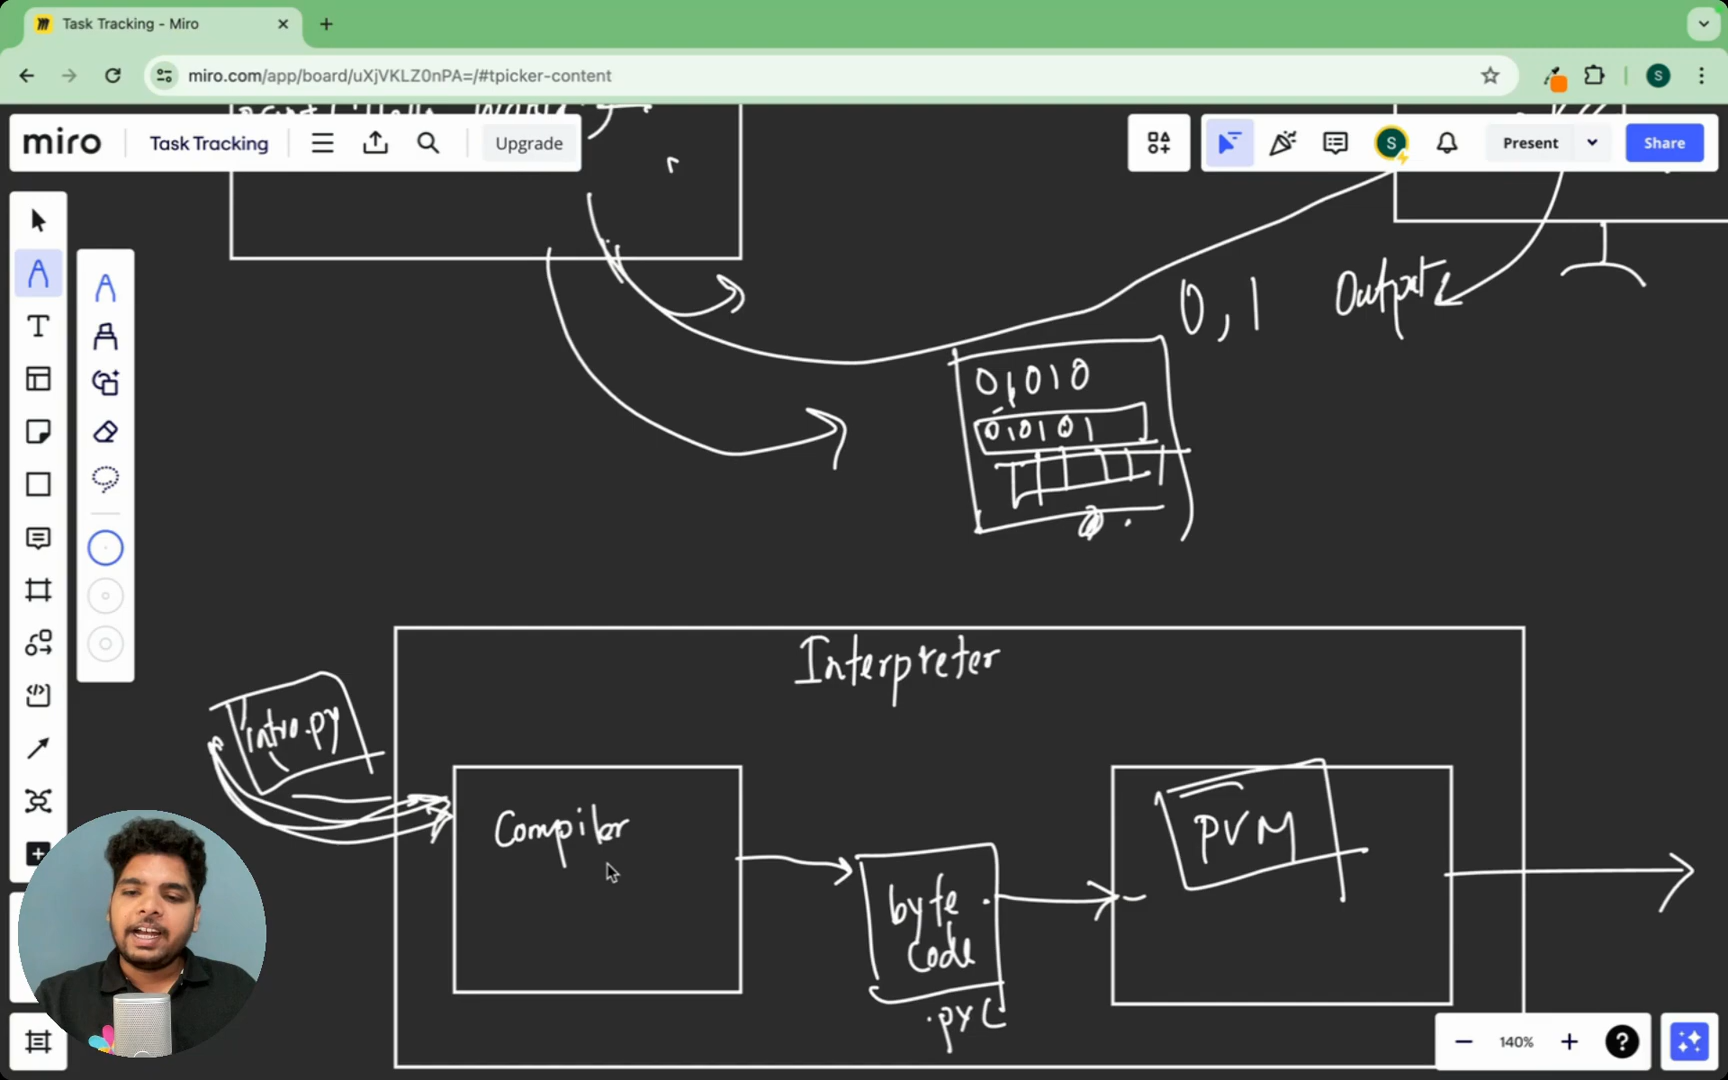 Task Tracking - Miro
miro.com/app/board/uXjVKLZ0nPA=/#tpicker-content
miro
Task Tracking
Upgrade
S
Present
Share
S
0,1
Output
01010
010101
Interpreter
intro.py
Compiler
PVM
byte
Code
.pyc
140%
?